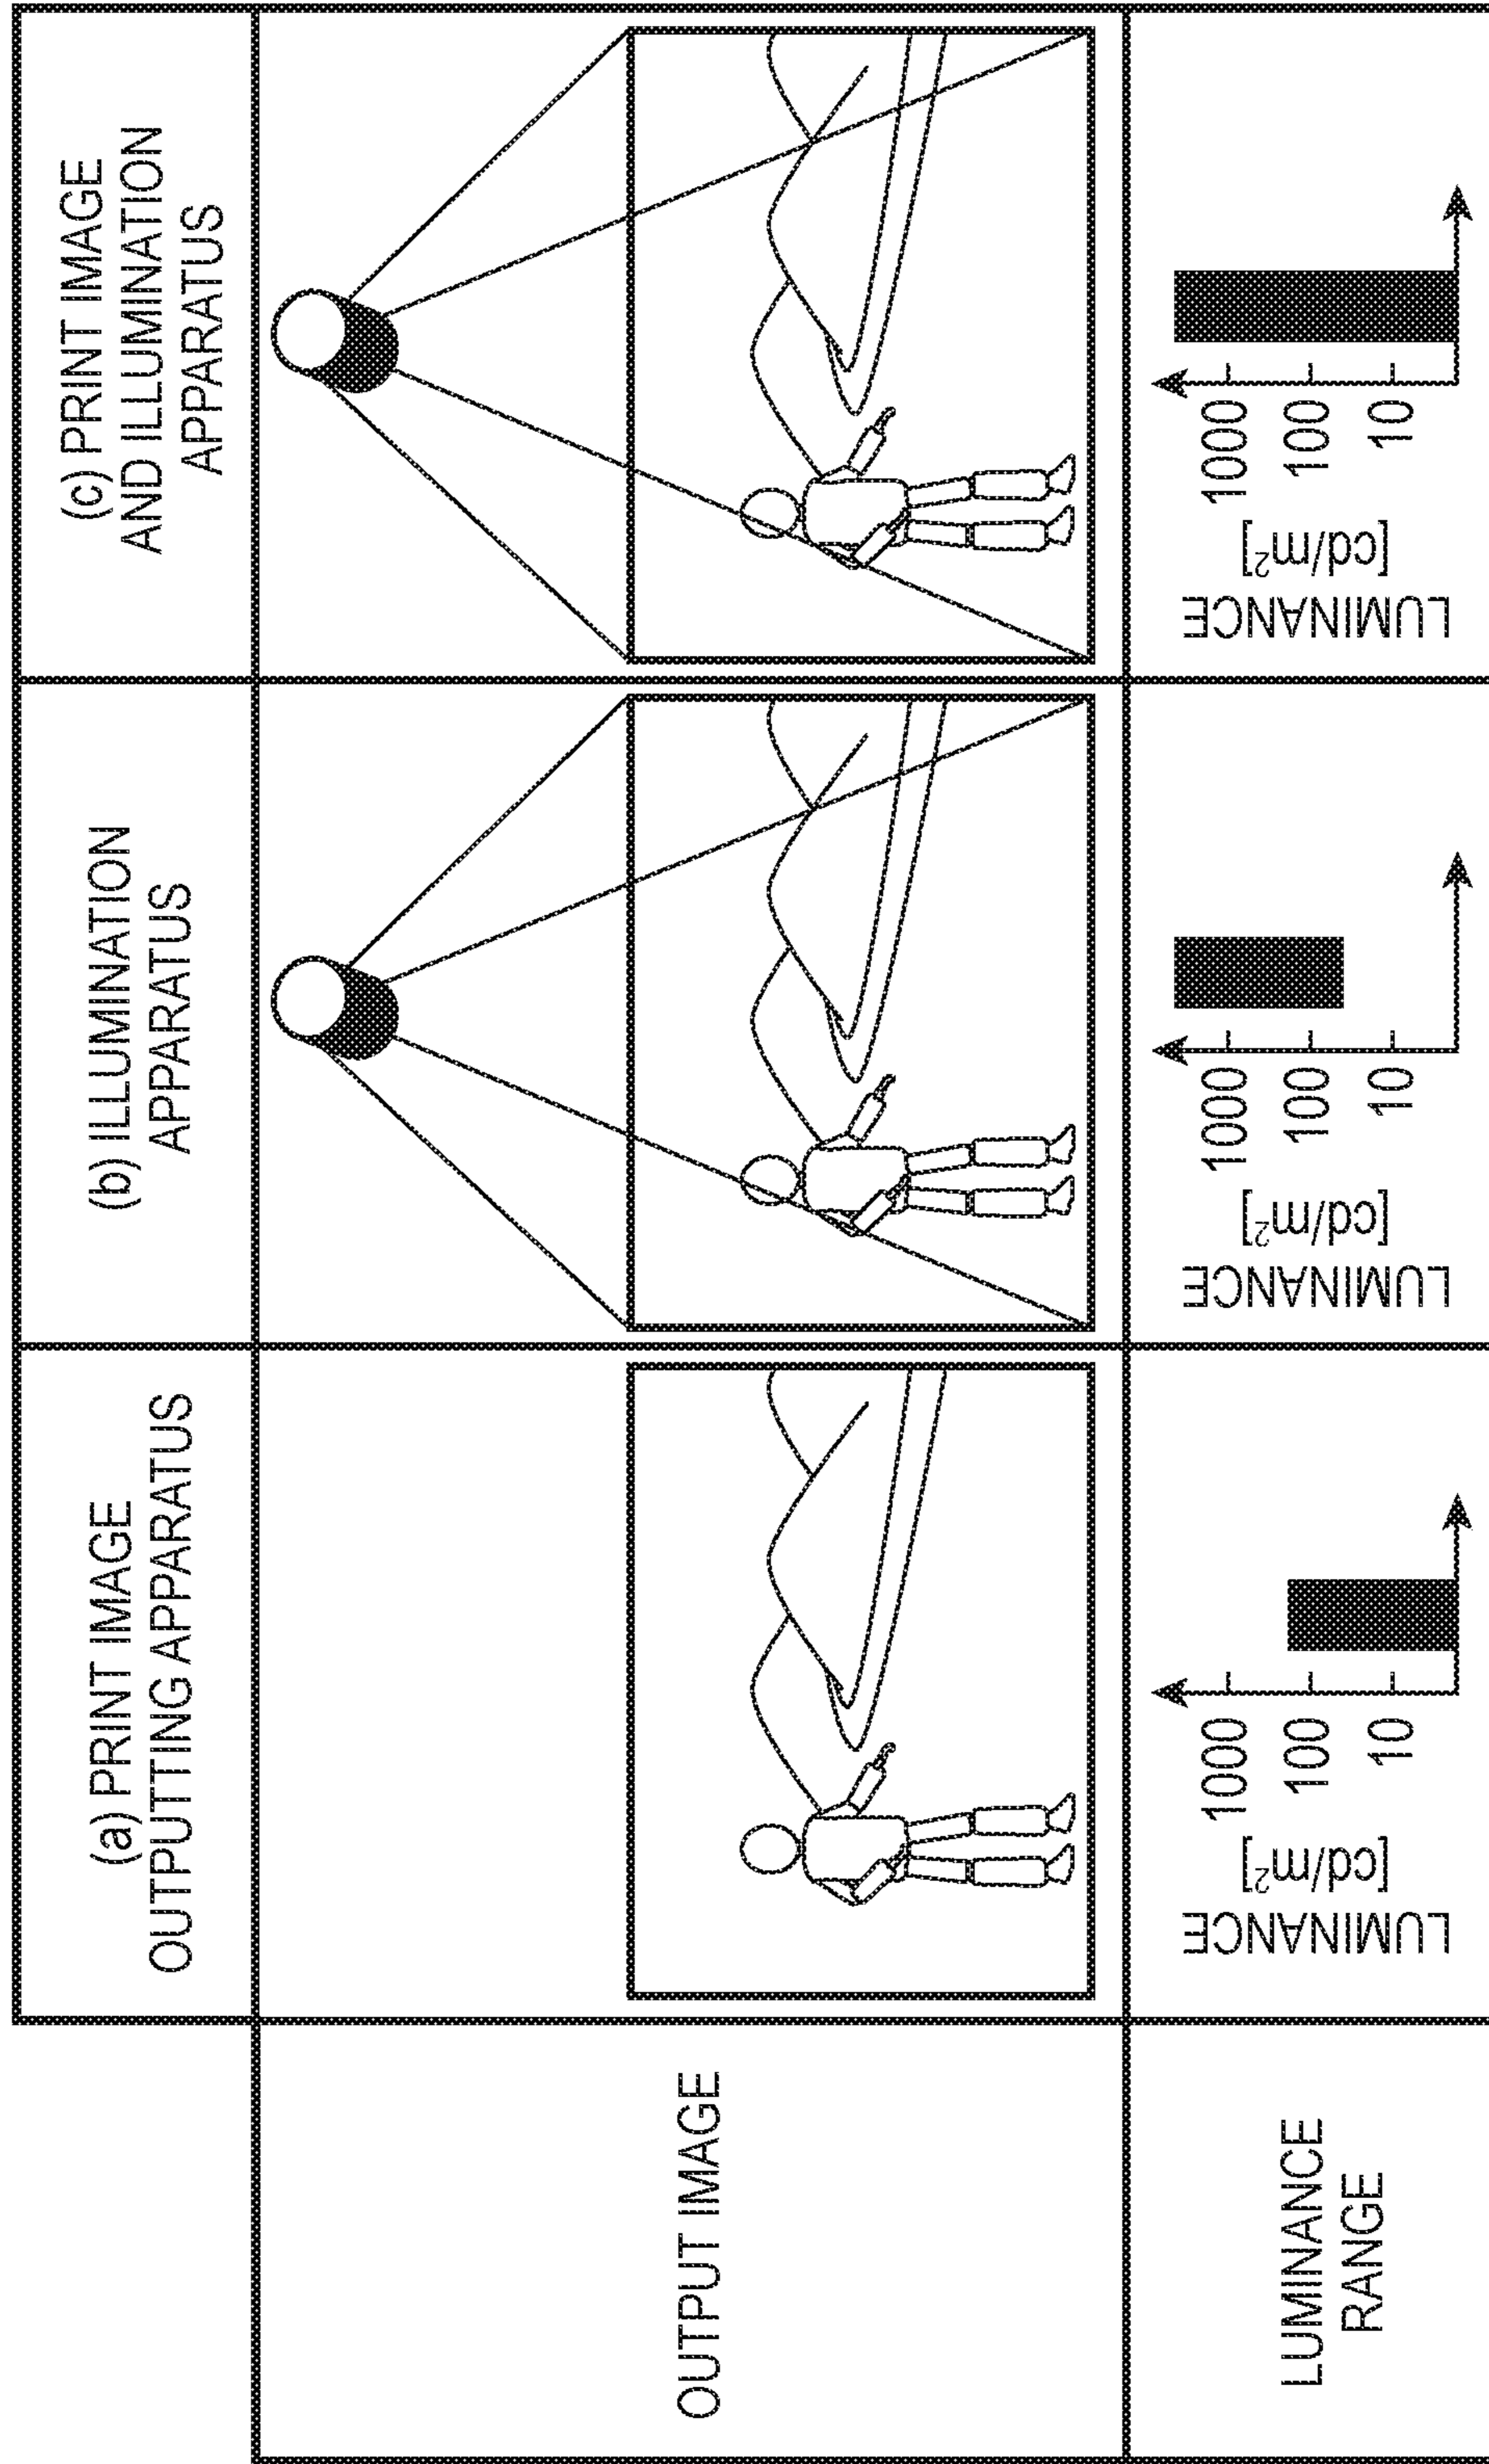 (a) PRINT IMAGE
OUTPUTTING APPARATUS
(b) ILLUMINATION
APPARATUS
(c) PRINT IMAGE
AND ILLUMINATION
APPARATUS
OUTPUT IMAGE
LUMINANCE
RANGE
LUMINANCE
[cd/m²]
1000
100
10
LUMINANCE
[cd/m²]
1000
100
10
LUMINANCE
[cd/m²]
1000
100
10